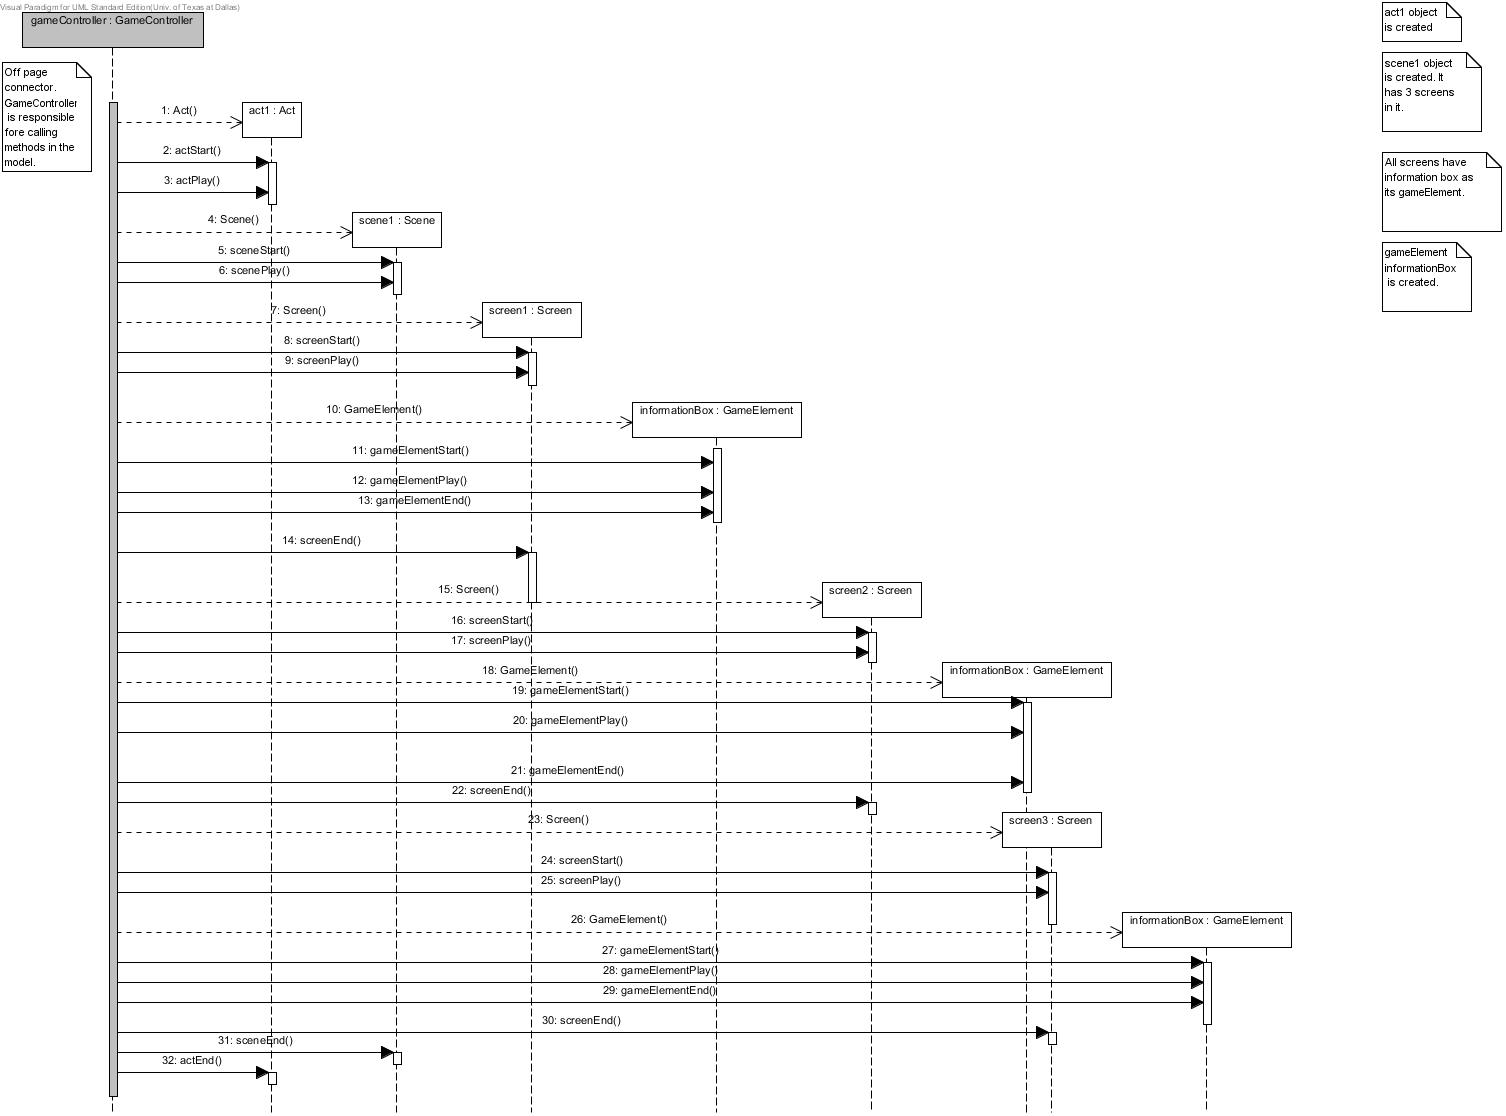 Visual Paradigm for UML Standard Edition(Univ. of Texas at Dallas)
gameController : GameController
act1 object
is created
Off page
connector.
GameController
is responsible
fore calling
methods in the
model.
scene1 object
is created. It
has 3 screens
in it.
1: Act()
act1 : Act
2: actStart()
3: actPlay()
All screens have
information box as
its gameElement.
4: Scene()
scene1 : Scene
5: sceneStart()
6: scenePlay()
gameElement
informationBox
is created.
7: Screen()
screen1 : Screen
8: screenStart()
9: screenPlay()
10: GameElement()
informationBox : GameElement
11: gameElementStart()
12: gameElementPlay()
13: gameElementEnd()
14: screenEnd()
15: Screen()
screen2 : Screen
16: screenStart()
17: screenPlay()
18: GameElement()
informationBox : GameElement
19: gameElementStart()
20: gameElementPlay()
21: gameElementEnd()
22: screenEnd()
23: Screen()
screen3 : Screen
24: screenStart()
25: screenPlay()
26: GameElement()
informationBox : GameElement
27: gameElementStart()
28: gameElementPlay()
29: gameElementEnd()
30: screenEnd()
31: sceneEnd()
32: actEnd()